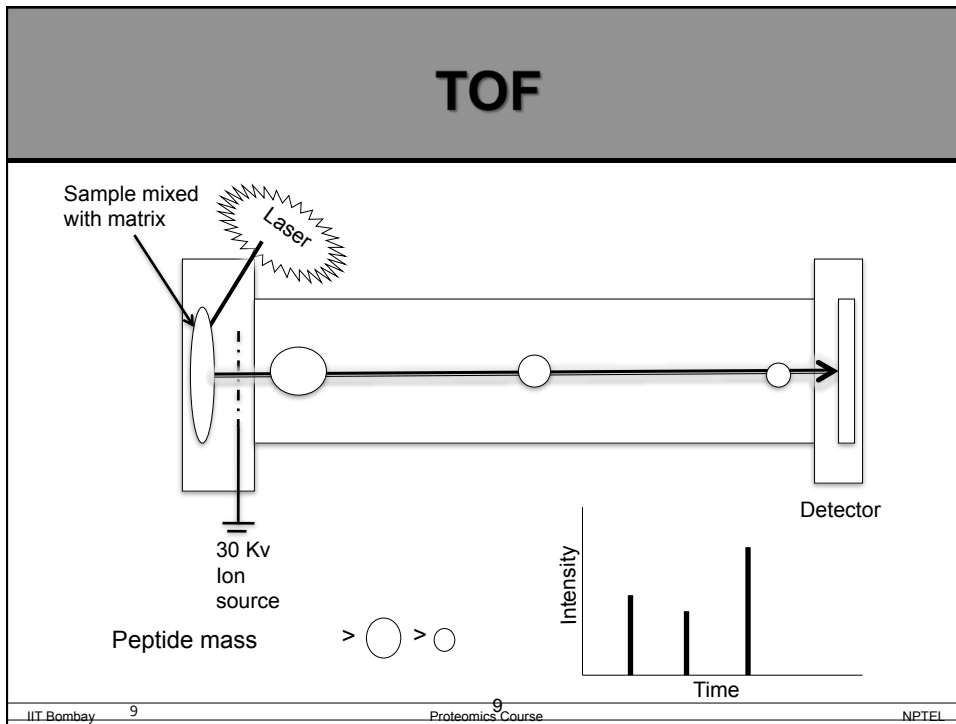 TOF
Sample mixed
with matrix
Laser
Detector
30 Kv
Ion
source
Intensity
Time
Peptide mass > >
IIT Bombay 9
9
Proteomics Course
NPTEL